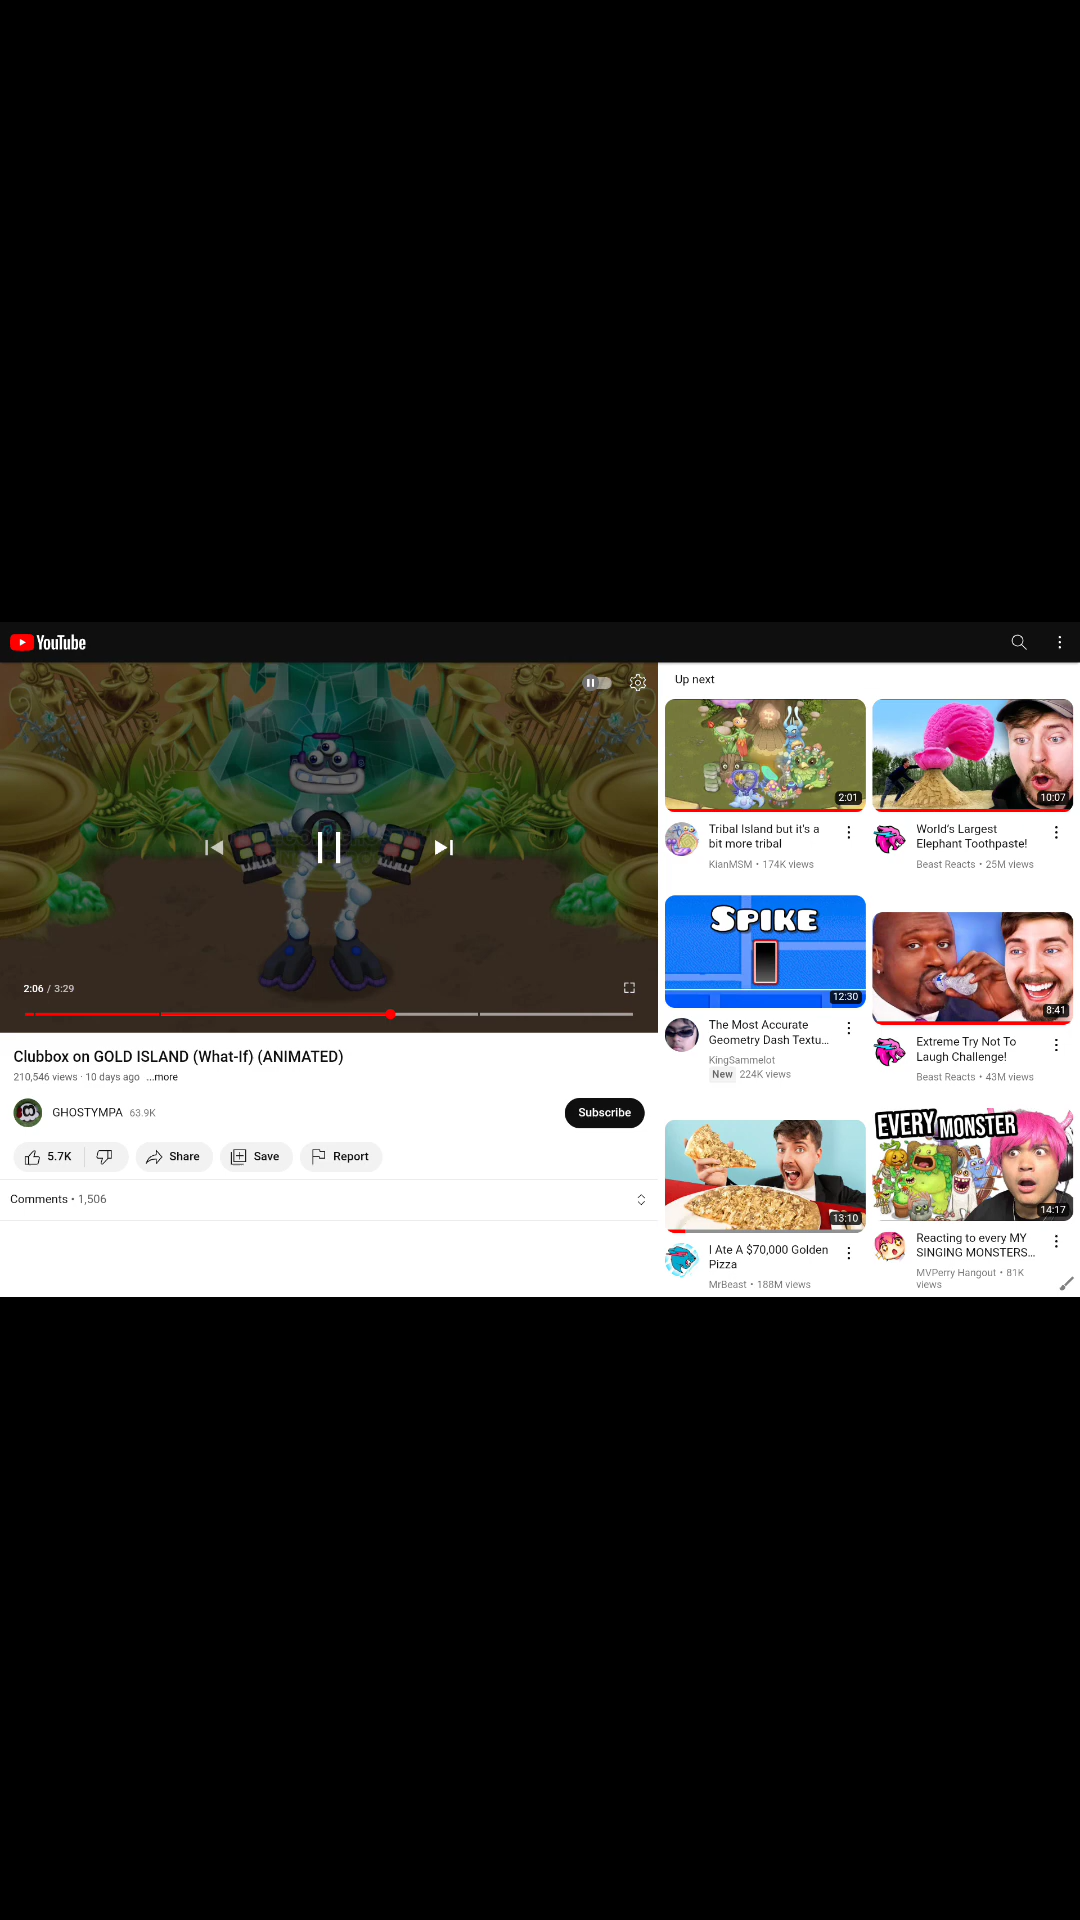 YouTube
2:06 / 3:29
Clubbox on GOLD ISLAND (What-If) (ANIMATED)
210,546 views · 10 days ago ...more
GHOSTYMPA 63.9K
Subscribe
5.7K
Share
Save
Report
Comments • 1,506
Up next
2:01
Tribal Island but it's a
bit more tribal
KianMSM • 174K views
10:07
World's Largest
Elephant Toothpaste!
Beast Reacts • 25M views
SPIKE
12:30
The Most Accurate
Geometry Dash Textu...
KingSammelot
New 224K views
8:41
Extreme Try Not To
Laugh Challenge!
Beast Reacts • 43M views
13:10
I Ate A $70,000 Golden
Pizza
MrBeast • 188M views
EVERY MONSTER
14:17
Reacting to every MY
SINGING MONSTERS...
MVPerry Hangout • 81K
views